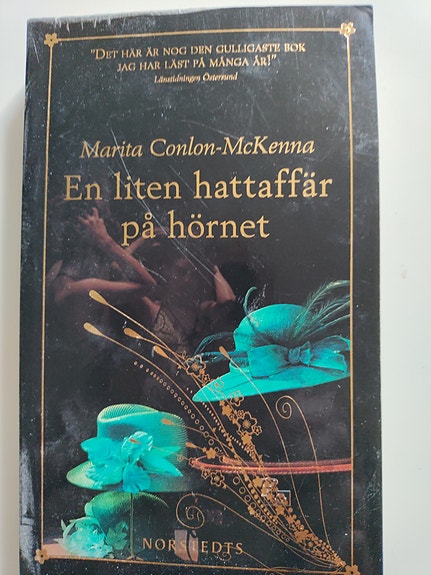 "DET HÄR ÄR NOG DEN GULLIGASTE BOK
JAG HAR LÄST PÅ MÅNGA ÅR!"
Länstidningen Östersund
Marita Conlon-McKenna
En liten hattaffär
på hörnet
NORSTEDTS